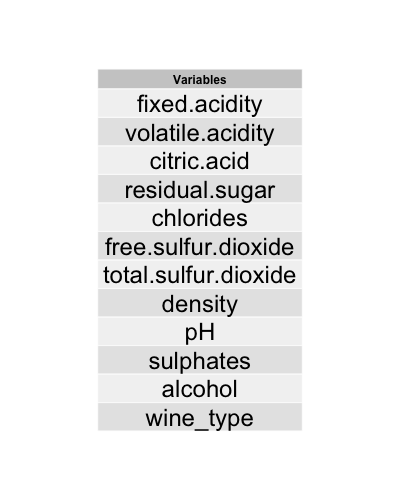 Variables
fixed.acidity
volatile.acidity
citric.acid
residual.sugar
chlorides
free.sulfur.dioxide
total.sulfur.dioxide
density
pH
sulphates
alcohol
wine_type